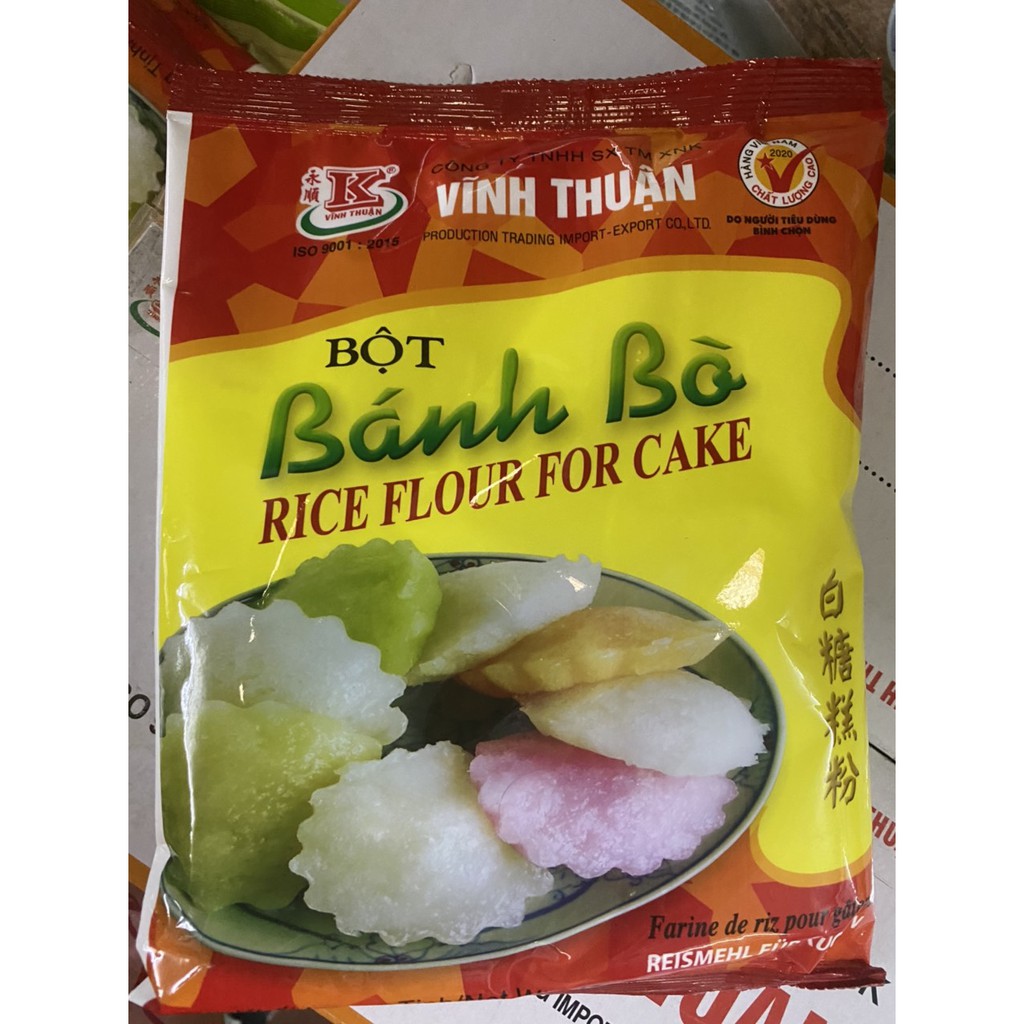 永順
K®
VĨNH THUẬN
ISO 9001 : 2015
CÔNG TY TNHH SX TM XNK
VĨNH THUẬN
PRODUCTION TRADING IMPORT-EXPORT CO.,LTD.
HÀNG VIỆT NAM
2020
CHẤT LƯỢNG CAO
DO NGƯỜI TIÊU DÙNG
BÌNH CHỌN
BỘT
Bánh Bò
RICE FLOUR FOR CAKE
白糖糕粉
Farine de riz pour
REISMEHL